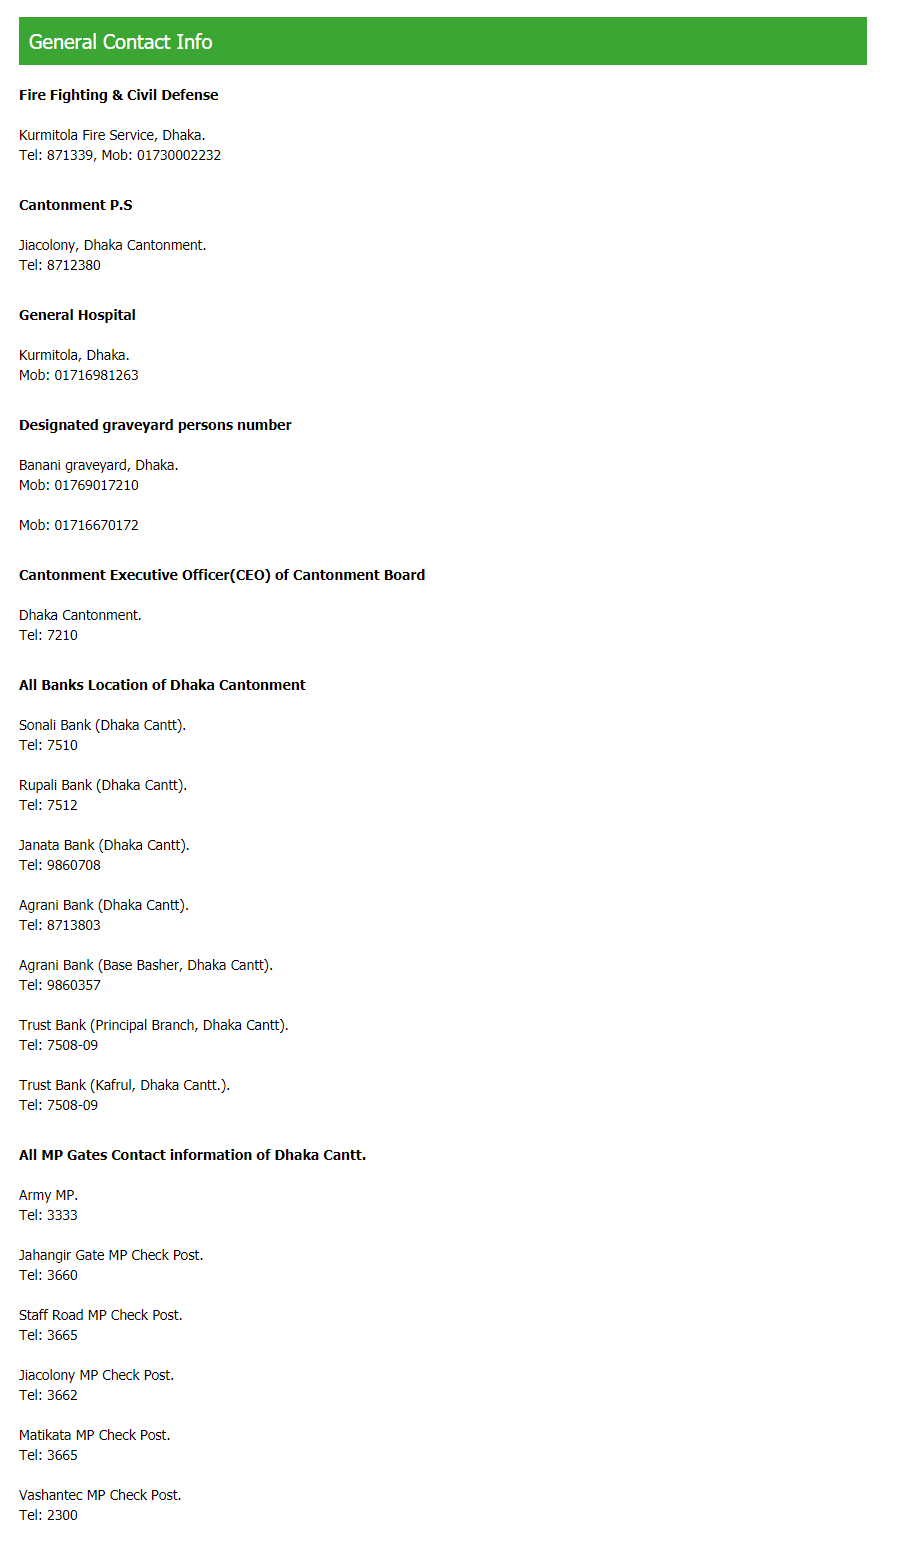 General Contact Info
Fire Fighting & Civil Defense
Kurmitola Fire Service, Dhaka.
Tel: 871339, Mob: 01730002232
Cantonment P.S
Jiacolony, Dhaka Cantonment.
Tel: 8712380
General Hospital
Kurmitola, Dhaka.
Mob: 01716981263
Designated graveyard persons number
Banani graveyard, Dhaka.
Mob: 01769017210
Mob: 01716670172
Cantonment Executive Officer(CEO) of Cantonment Board
Dhaka Cantonment.
Tel: 7210
All Banks Location of Dhaka Cantonment
Sonali Bank (Dhaka Cantt).
Tel: 7510
Rupali Bank (Dhaka Cantt).
Tel: 7512
Janata Bank (Dhaka Cantt).
Tel: 9860708
Agrani Bank (Dhaka Cantt).
Tel: 8713803
Agrani Bank (Base Basher, Dhaka Cantt).
Tel: 9860357
Trust Bank (Principal Branch, Dhaka Cantt).
Tel: 7508-09
Trust Bank (Kafrul, Dhaka Cantt.).
Tel: 7508-09
All MP Gates Contact information of Dhaka Cantt.
Army MP.
Tel: 3333
Jahangir Gate MP Check Post.
Tel: 3660
Staff Road MP Check Post.
Tel: 3665
Jiacolony MP Check Post.
Tel: 3662
Matikata MP Check Post.
Tel: 3665
Vashantec MP Check Post.
Tel: 2300